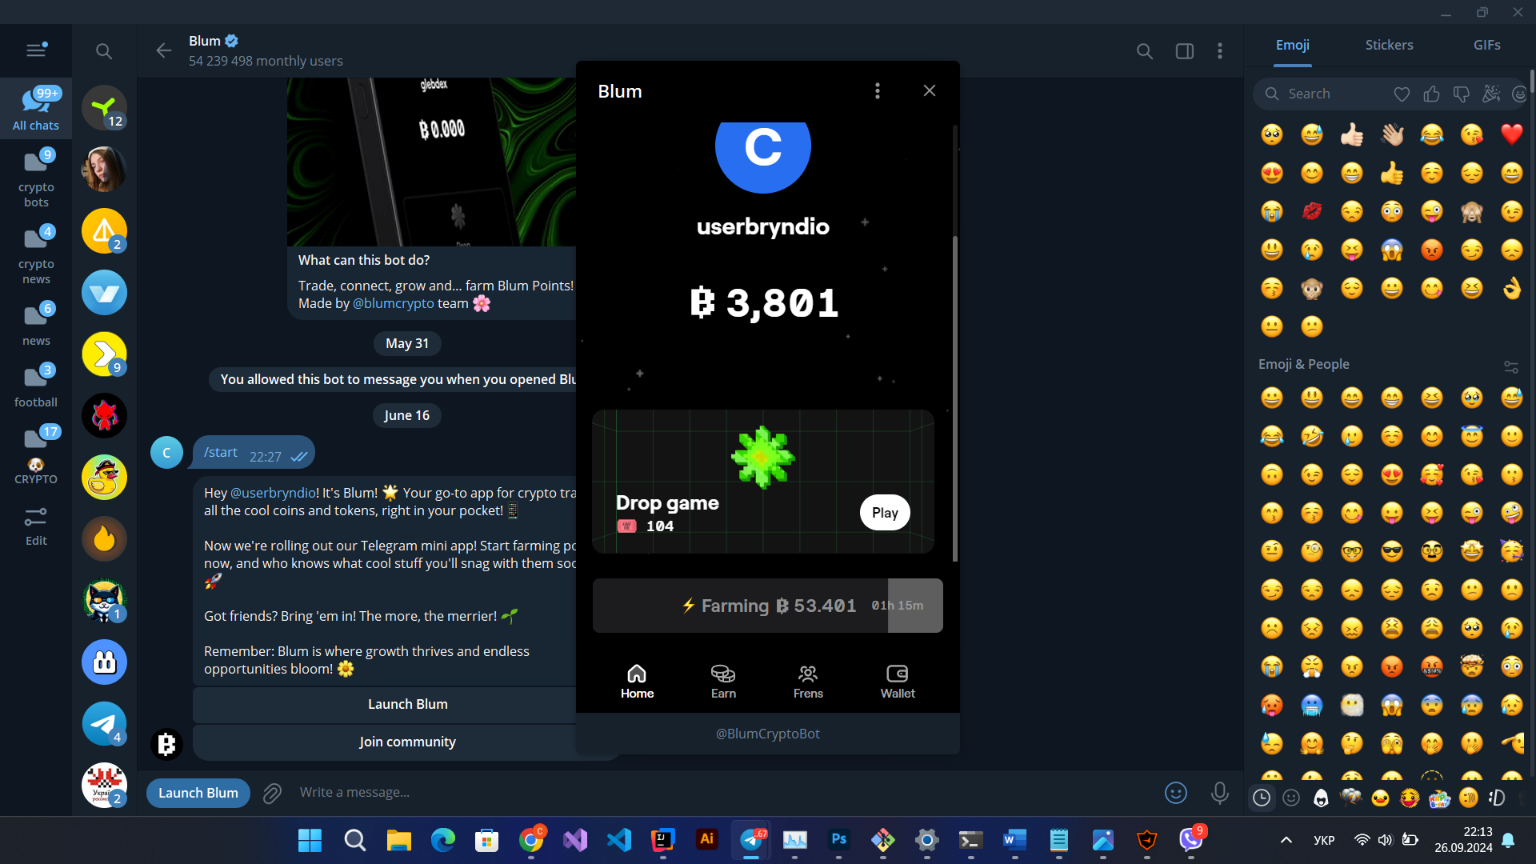 99+
All chats
9
crypto
bots
4
crypto
news
6
news
3
football
17
CRYPTO
Edit
12
2
9
1
4
2
Blum
54 239 498 monthly users
glebdex
0.000
What can this bot do?
Trade, connect, grow and... farm Blum Points!
Made by @blumcrypto team 🌸
May 31
You allowed this bot to message you when you opened
June 16
C
/start
22:27
Hey @userbryndio! It's Blum! 🌟 Your go-to app for crypto
all the cool coins and tokens, right in your pocket! 📱
Now we're rolling out our Telegram mini app! Start farming
now, and who knows what cool stuff you'll snag with them
🚀
Got friends? Bring 'em in! The more, the merrier! 🌱
Remember: Blum is where growth thrives and endless
opportunities bloom! 🌼
Launch Blum
Join community
Launch Blum
Write a message...
Blum
C
userbryndio
₿ 3,801
Drop game
104
Play
⚡ Farming ₿ 53.401
01h 15m
Home
Earn
Frens
Wallet
@BlumCryptoBot
Emoji
Stickers
GIFs
Search
Emoji & People
:D
C
Ai
.67
Ps
W
9
УКР
22:13
26.09.2024